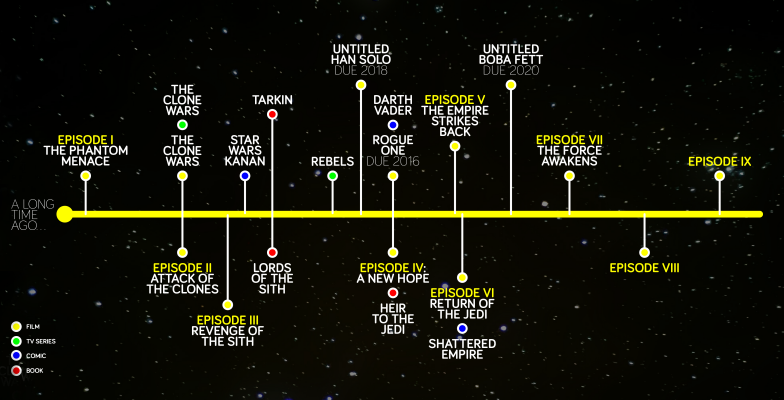 UNTITLED
HAN SOLO
DUE 2018
UNTITLED
BOBA FETT
DUE 2020
THE
CLONE
WARS
TARKIN
DARTH
VADER
EPISODE V
THE EMPIRE
STRIKES
BACK
EPISODE I
THE PHANTOM
MENACE
THE
CLONE
WARS
STAR
WARS
KANAN
REBELS
ROGUE
ONE
DUE 2016
EPISODE VII
THE FORCE
AWAKENS
EPISODE IX
A LONG
TIME
AGO...
EPISODE II
ATTACK OF
THE CLONES
LORDS
OF THE
SITH
EPISODE IV:
A NEW HOPE
EPISODE VIII
EPISODE III
REVENGE OF
THE SITH
HEIR
TO THE
JEDI
EPISODE VI
RETURN OF
THE JEDI
SHATTERED
EMPIRE
FILM
TV SERIES
COMIC
BOOK